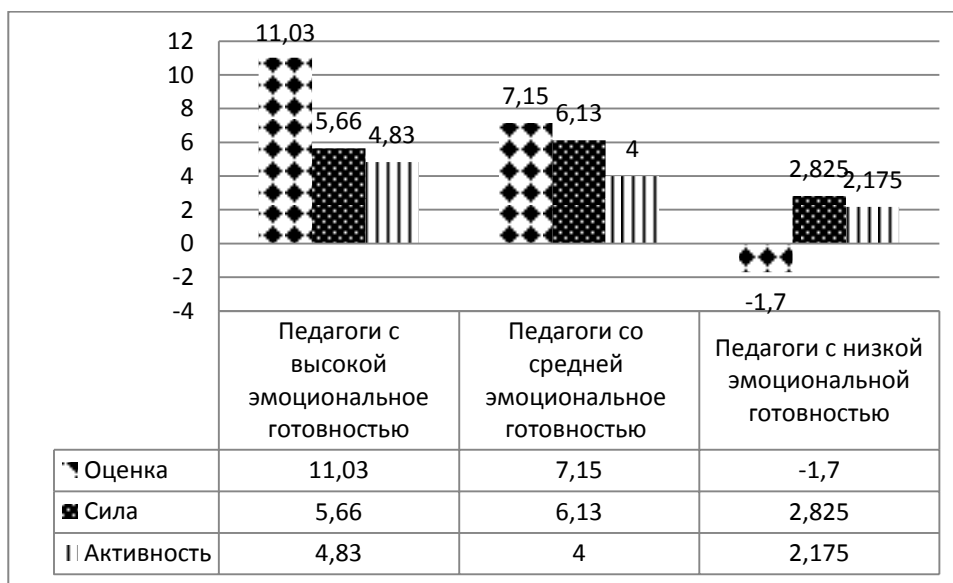 12
10
8
6
4
2
0
-2
-4
11,03
5,66
4,83
7,15
6,13
4
-1,7
2,825
2,175
Педагоги с
высокой
эмоциональное
готовностью
Педагоги со
средней
эмоциональное
готовностью
Педагоги с низкой
эмоциональной
готовностью
Оценка 11,03 7,15 -1,7
Сила 5,66 6,13 2,825
Активность 4,83 4 2,175